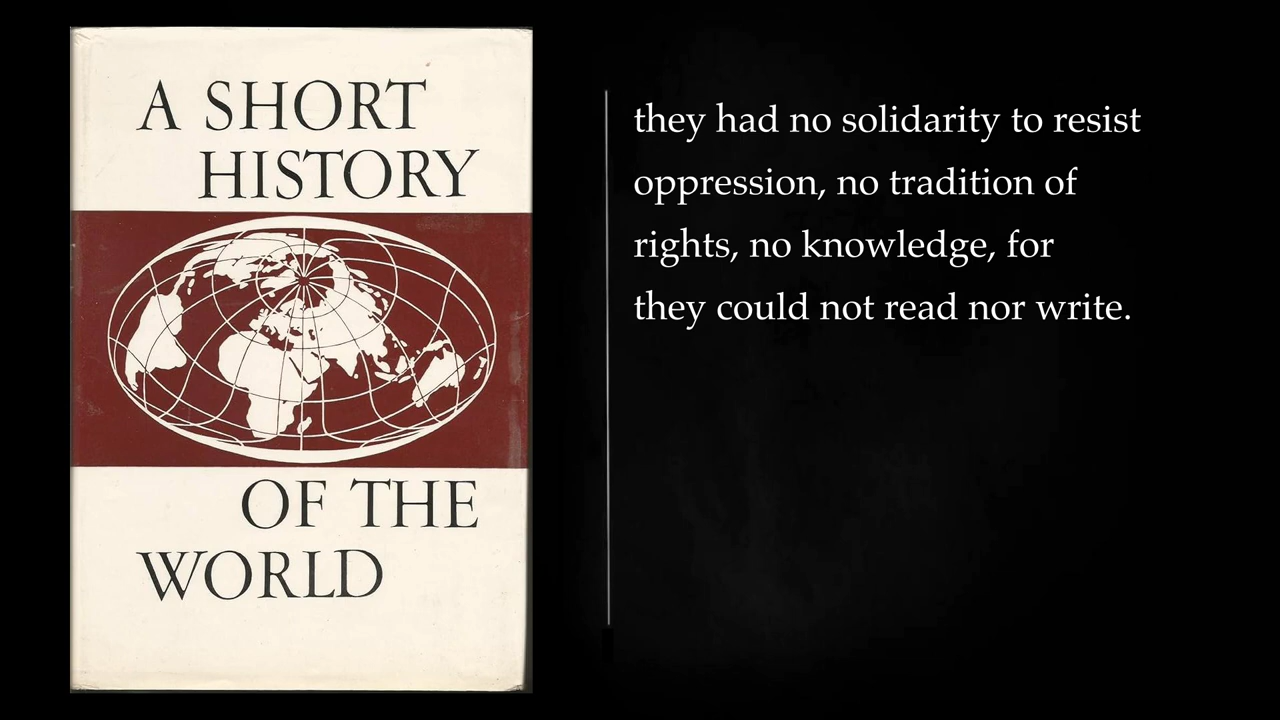 A SHORT
HISTORY
OF THE
WORLD
they had no solidarity to resist
oppression, no tradition of
rights, no knowledge, for
they could not read nor write.